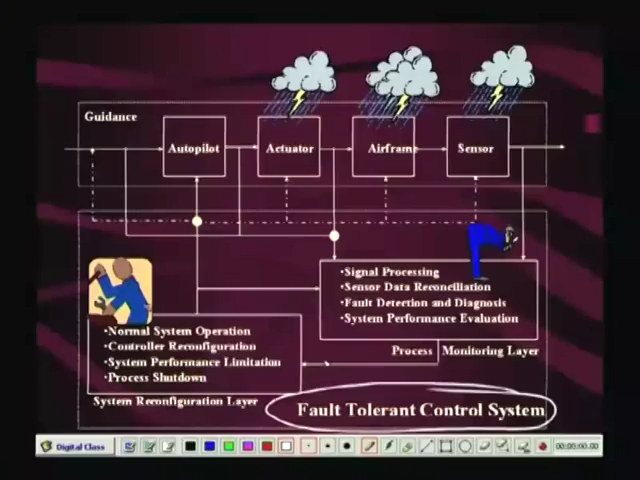 Guidance
Autopilot
Actuator
Airframe
Sensor
•Signal Processing
•Sensor Data Reconciliation
•Fault Detection and Diagnosis
•System Performance Evaluation
Process Monitoring Layer
•Normal System Operation
•Controller Reconfiguration
•System Performance Limitation
•Process Shutdown
System Reconfiguration Layer
Fault Tolerant Control System
Digital Class
00:00:00.00